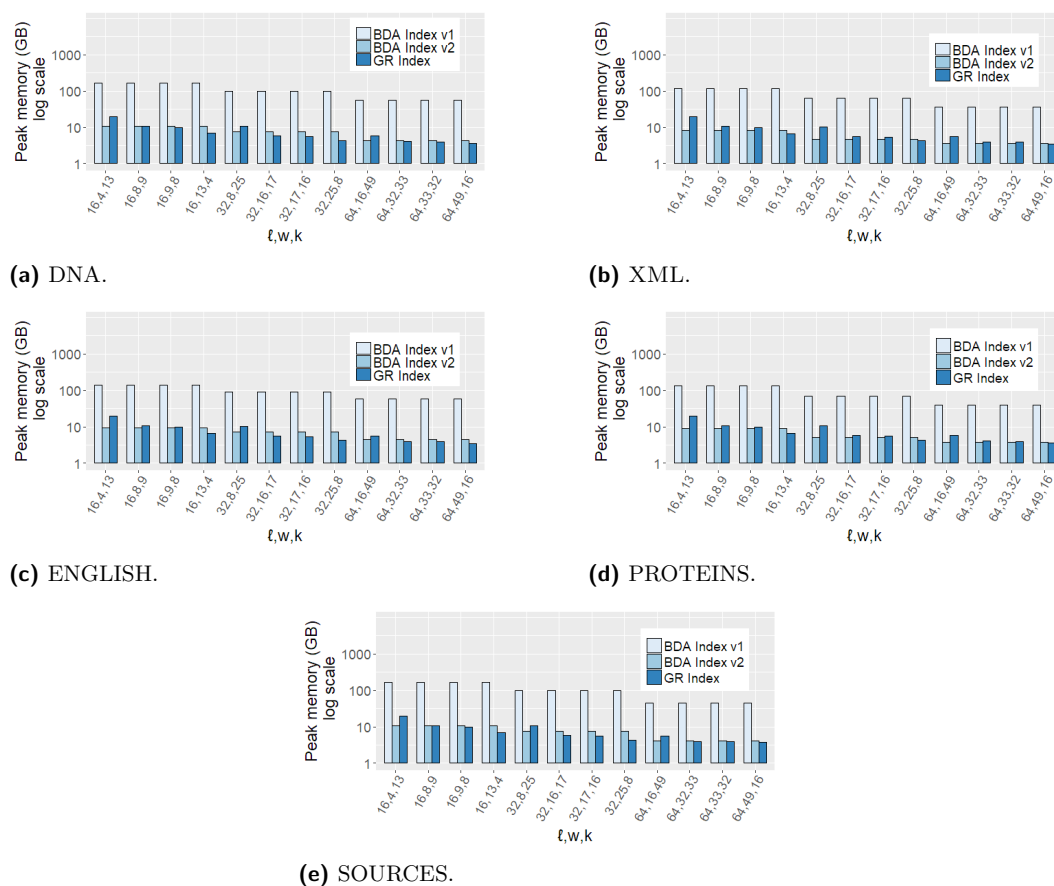 Peak memory (GB)
log scale
1000
100
10
1
BDA Index v1
BDA Index v2
GR Index
16,4,13
16,8,9
16,9,8
16,13,4
32,8,25
32,16,17
32,17,16
32,25,8
64,16,49
64,32,33
64,33,32
64,49,16
ℓ,w,k
(a) DNA.
Peak memory (GB)
log scale
1000
100
10
1
BDA Index v1
BDA Index v2
GR Index
16,4,13
16,8,9
16,9,8
16,13,4
32,8,25
32,16,17
32,17,16
32,25,8
64,16,49
64,32,33
64,33,32
64,49,16
ℓ,w,k
(b) XML.
Peak memory (GB)
log scale
1000
100
10
1
BDA Index v1
BDA Index v2
GR Index
16,4,13
16,8,9
16,9,8
16,13,4
32,8,25
32,16,17
32,17,16
32,25,8
64,16,49
64,32,33
64,33,32
64,49,16
ℓ,w,k
(c) ENGLISH.
Peak memory (GB)
log scale
1000
100
10
1
BDA Index v1
BDA Index v2
GR Index
16,4,13
16,8,9
16,9,8
16,13,4
32,8,25
32,16,17
32,17,16
32,25,8
64,16,49
64,32,33
64,33,32
64,49,16
ℓ,w,k
(d) PROTEINS.
Peak memory (GB)
log scale
1000
100
10
1
BDA Index v1
BDA Index v2
GR Index
16,4,13
16,8,9
16,9,8
16,13,4
32,8,25
32,16,17
32,17,16
32,25,8
64,16,49
64,32,33
64,33,32
64,49,16
ℓ,w,k
(e) SOURCES.